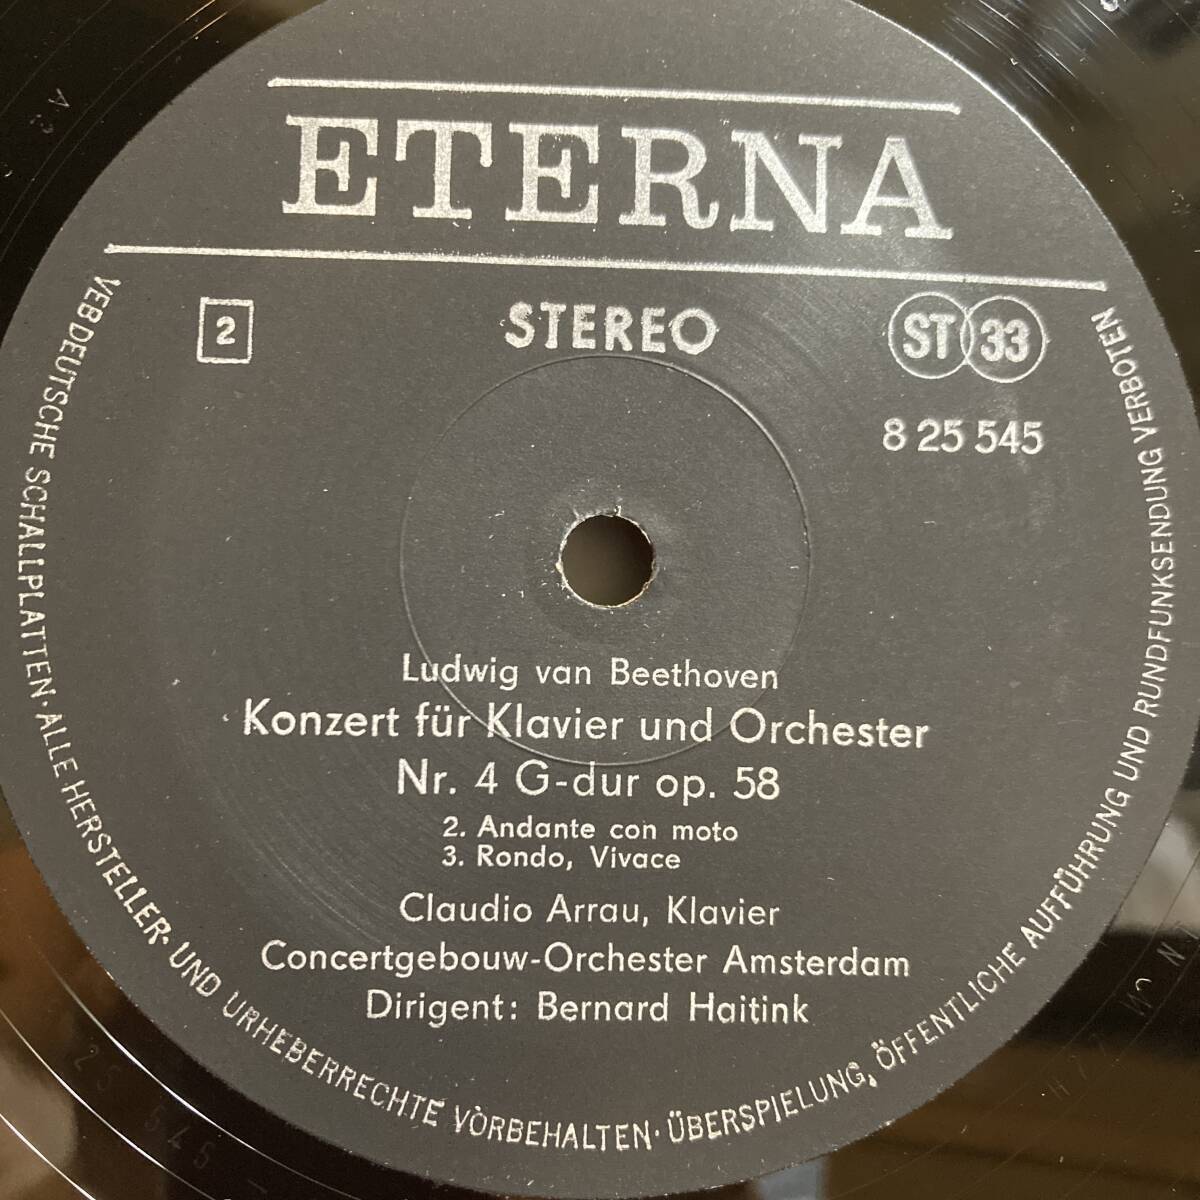 ETERNA
2
STEREO
ST 33
8 25 545
Ludwig van Beethoven
Konzert für Klavier und Orchester
Nr. 4 G-dur op. 58
2. Andante con moto
3. Rondo, Vivace
Claudio Arrau, Klavier
Concertgebouw-Orchester Amsterdam
Dirigent: Bernard Haitink
VEB DEUTSCHE SCHALLPLATTEN · ALLE HERSTELLER- UND URHEBERRECHTE VORBEHALTEN · ÜBERSPIELUNG, ÖFFENTLICHE AUFFÜHRUNG UND RUNDFUNKSENDUNG VERBOTEN
25 545